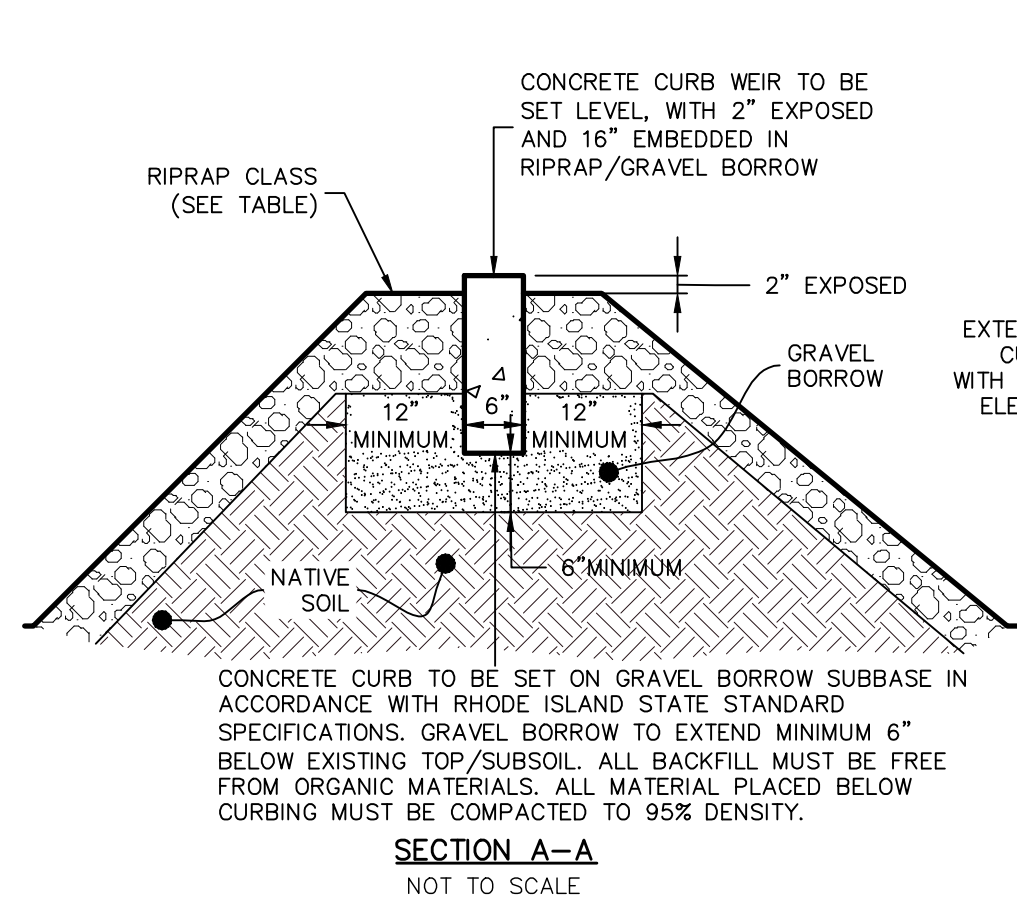 CONCRETE CURB WEIR TO BE
SET LEVEL, WITH 2" EXPOSED
AND 16" EMBEDDED IN
RIPRAP/GRAVEL BORROW
RIPRAP CLASS
(SEE TABLE)
2" EXPOSED
GRAVEL
BORROW
EXTE
CU
WITH
ELE
12"
MINIMUM
6"
12"
MINIMUM
6" MINIMUM
NATIVE
SOIL
CONCRETE CURB TO BE SET ON GRAVEL BORROW SUBBASE IN
ACCORDANCE WITH RHODE ISLAND STATE STANDARD
SPECIFICATIONS. GRAVEL BORROW TO EXTEND MINIMUM 6"
BELOW EXISTING TOP/SUBSOIL. ALL BACKFILL MUST BE FREE
FROM ORGANIC MATERIALS. ALL MATERIAL PLACED BELOW
CURBING MUST BE COMPACTED TO 95% DENSITY.
SECTION A-A
NOT TO SCALE